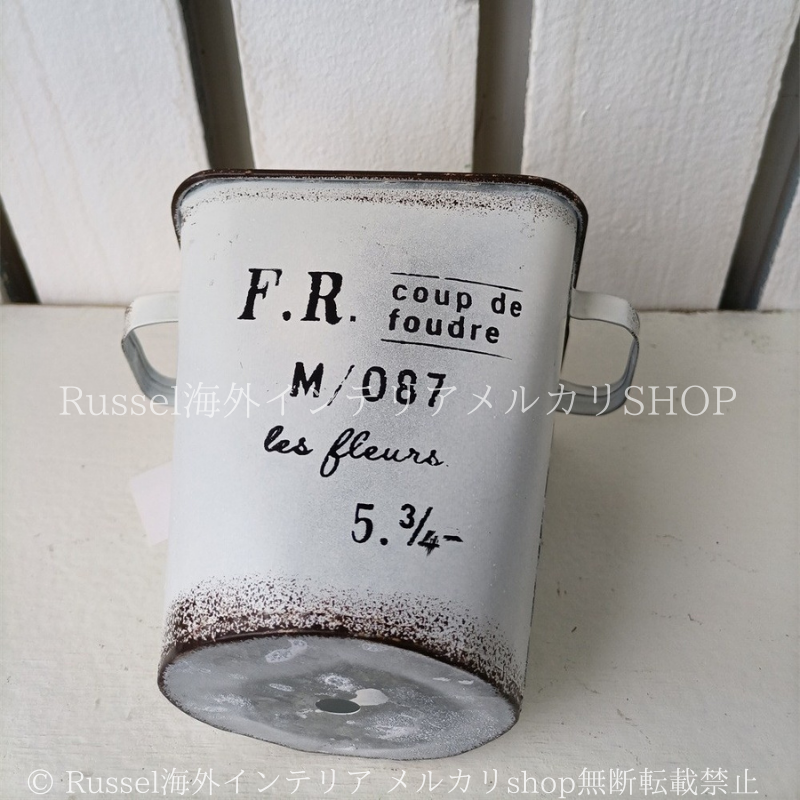 F.R. coup de
foudre
M/087
Russel海外インテリアメルカリSHOP
les fleurs.
5.¾-
© Russel海外インテリア メルカリshop無断転載禁止